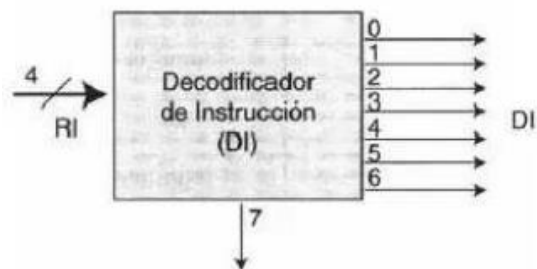 4
RI
Decodificador
de Instrucción
(DI)
0
1
2
3
4
5
6
DI
7